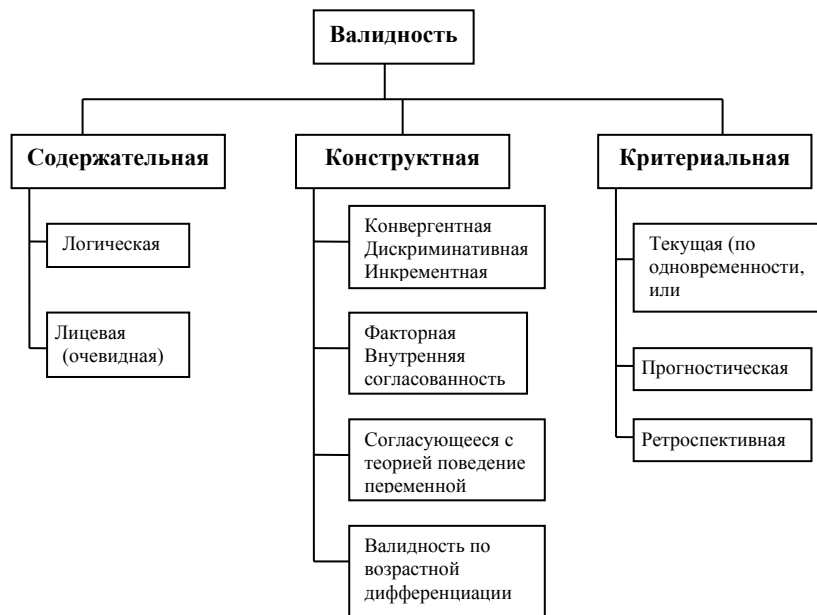 Валидность
Содержательная
Логическая
Лицевая
(очевидная)
Конструктная
Конвергентная
Дискриминативная
Инкрементная
Факторная
Внутренняя
согласованность
Согласующееся с
теорией поведение
переменной
Валидность по
возрастной
дифференциации
Критериальная
Текущая (по
одновременности,
или
Прогностическая
Ретроспективная